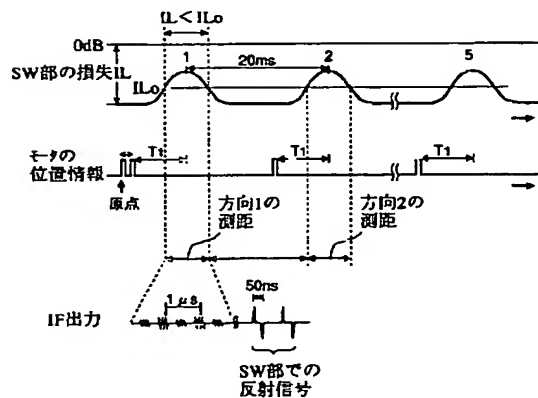 IL<ILo
0dB
1
2
5
20ms
SW部の損失IL
ILo
T1
T1
T1
モータの
位置情報
原点
方向1の
測距
方向2の
測距
1μs
50ns
IF出力
SW部での
反射信号